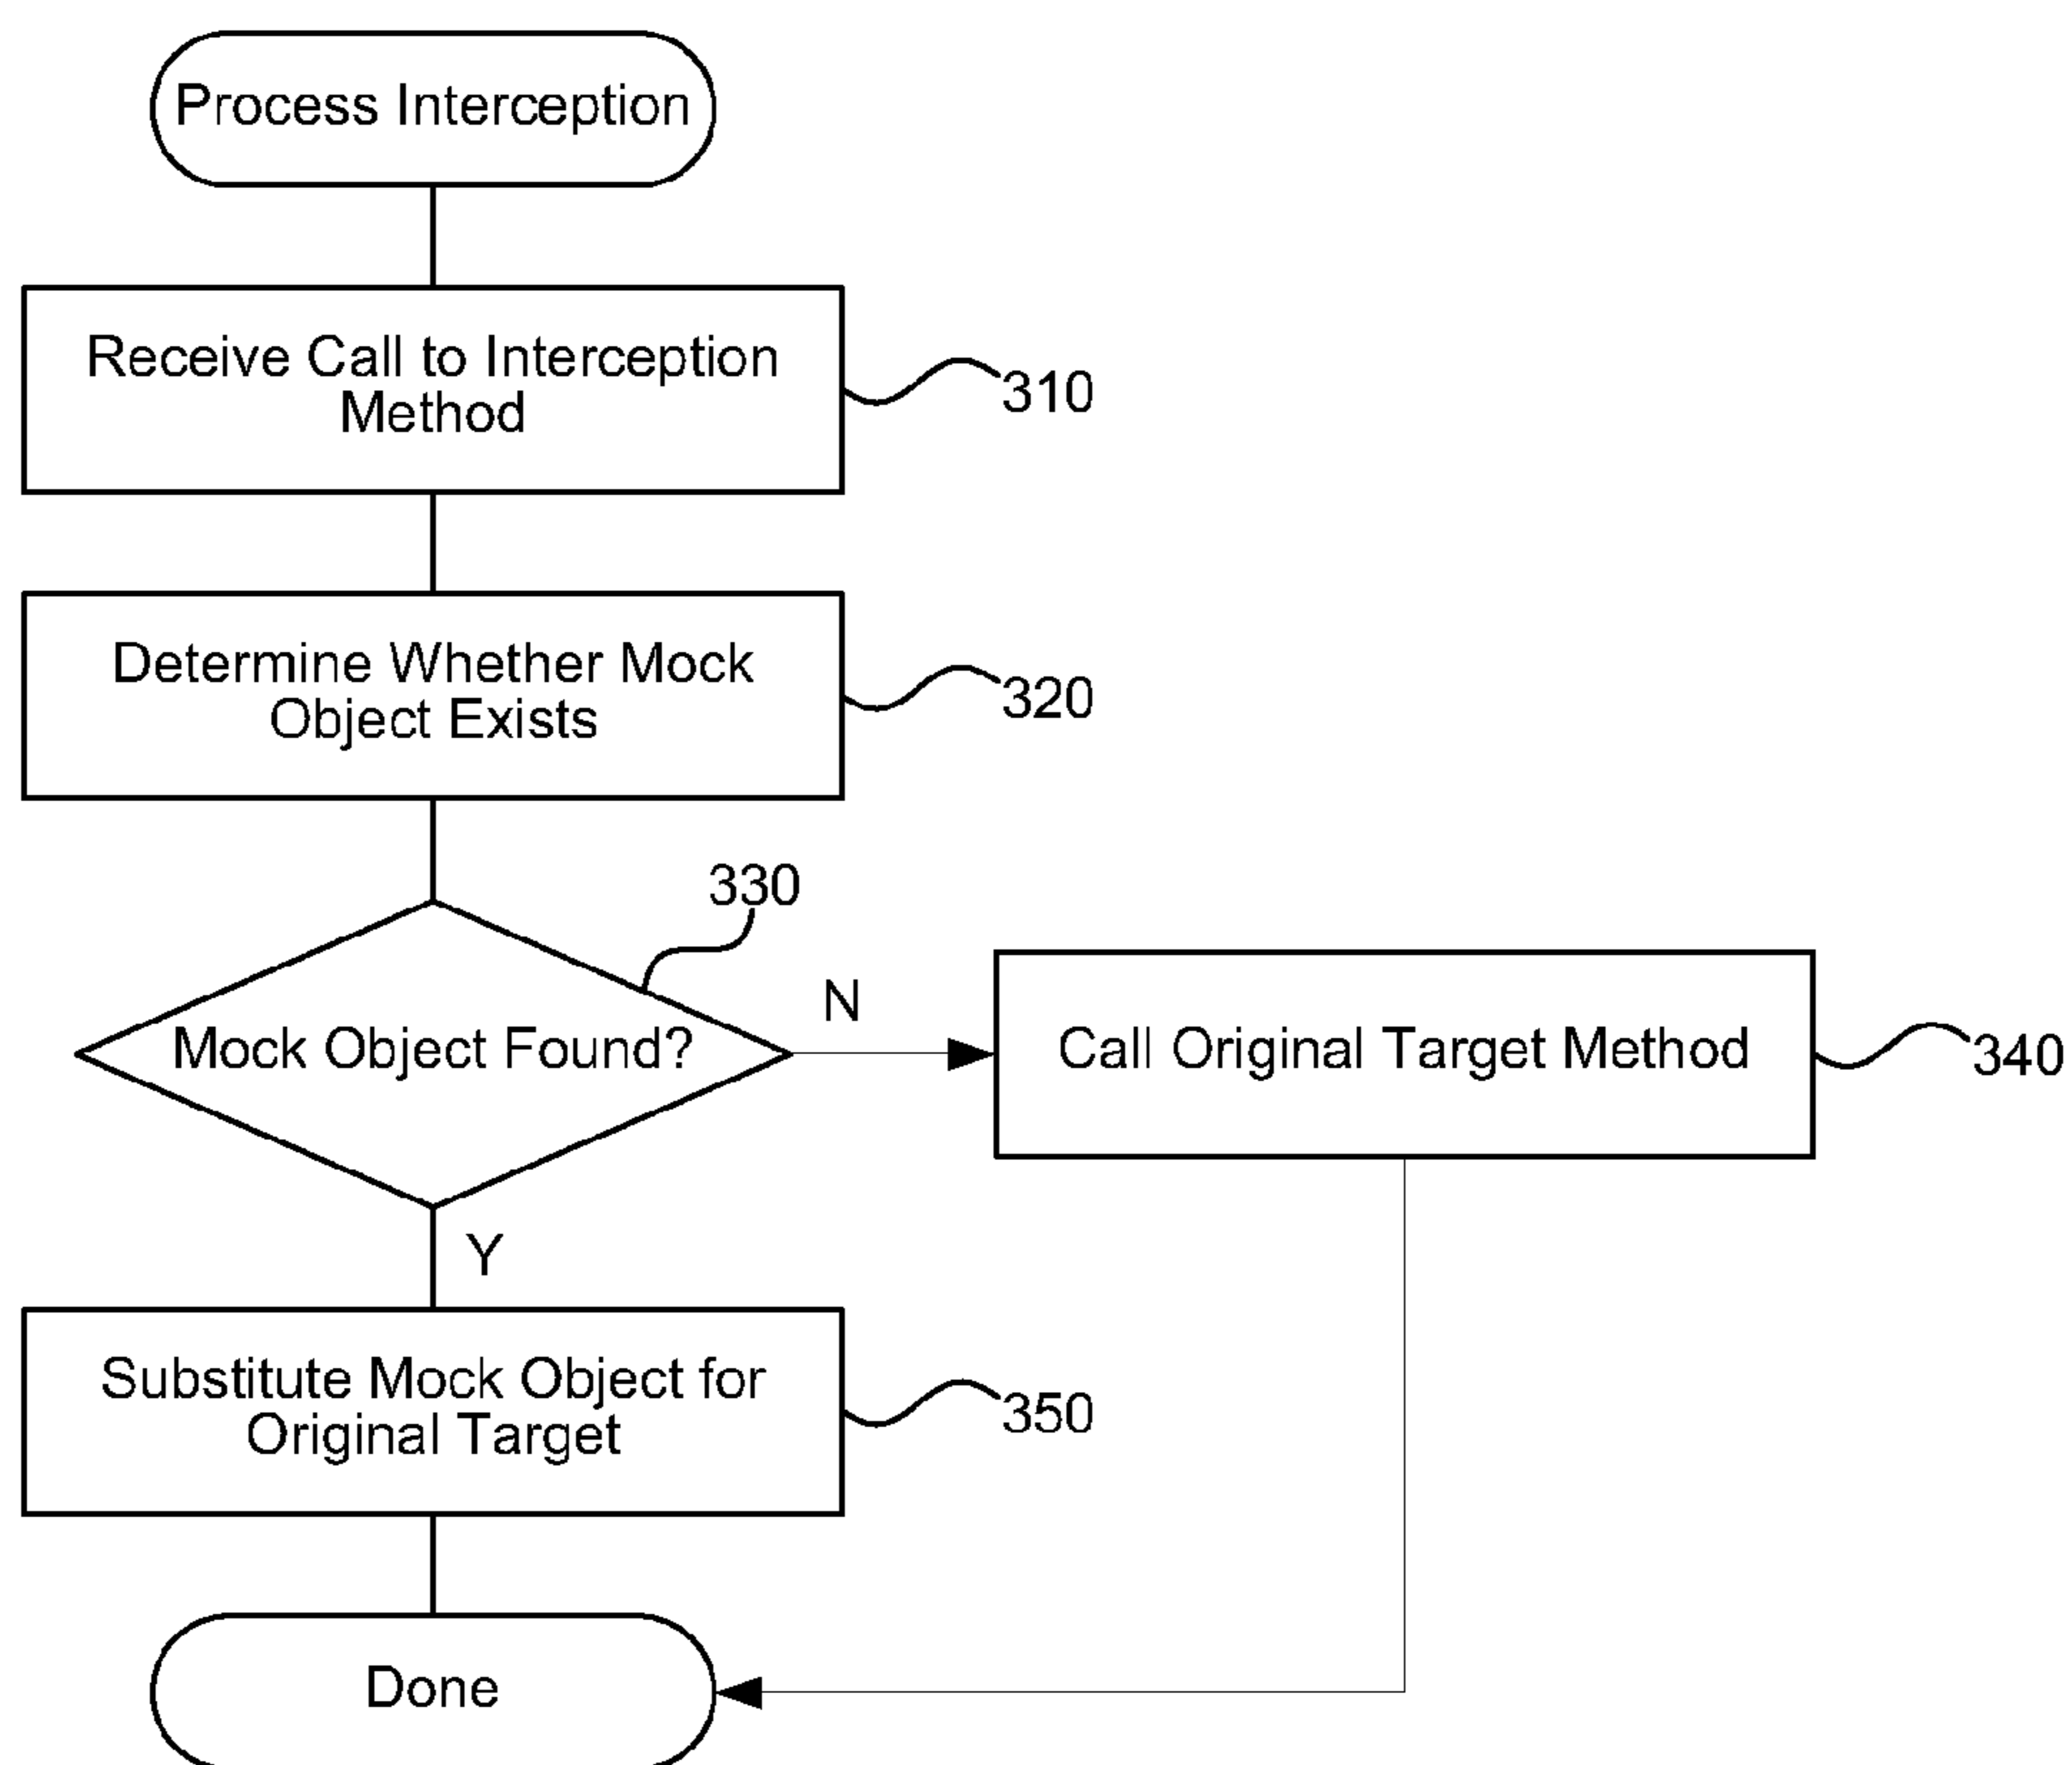 Process Interception
Receive Call to Interception
Method
310
Determine Whether Mock
Object Exists
320
330
Mock Object Found?
N
Call Original Target Method
340
Y
Substitute Mock Object for
Original Target
350
Done